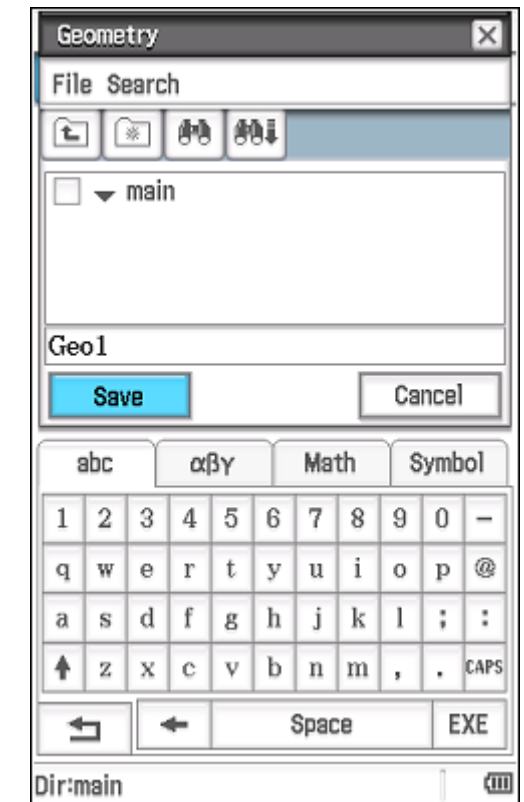 Geometry
File Search
main
Geo1
Save Cancel
abc αβγ Math Symbol
1 2 3 4 5 6 7 8 9 0 −
q w e r t y u i o p @
a s d f g h j k l ; :
z x c v b n m , . CAPS
Space EXE
Dir:main